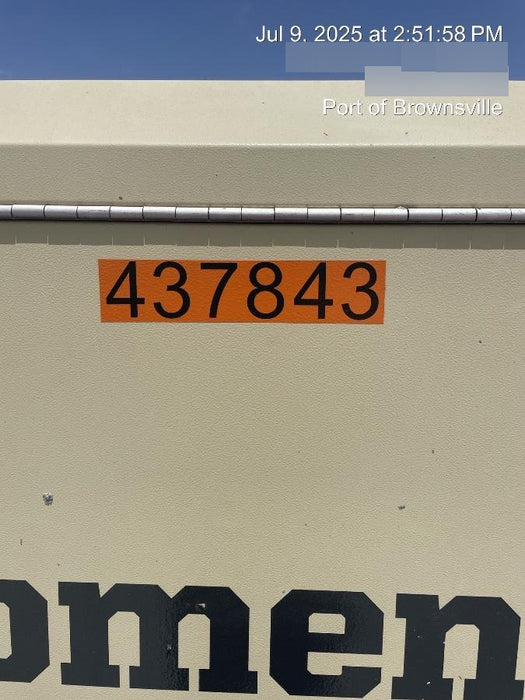 Jul 9. 2025 at 2:51:58 PM
Port of Brownsville
437843
omen